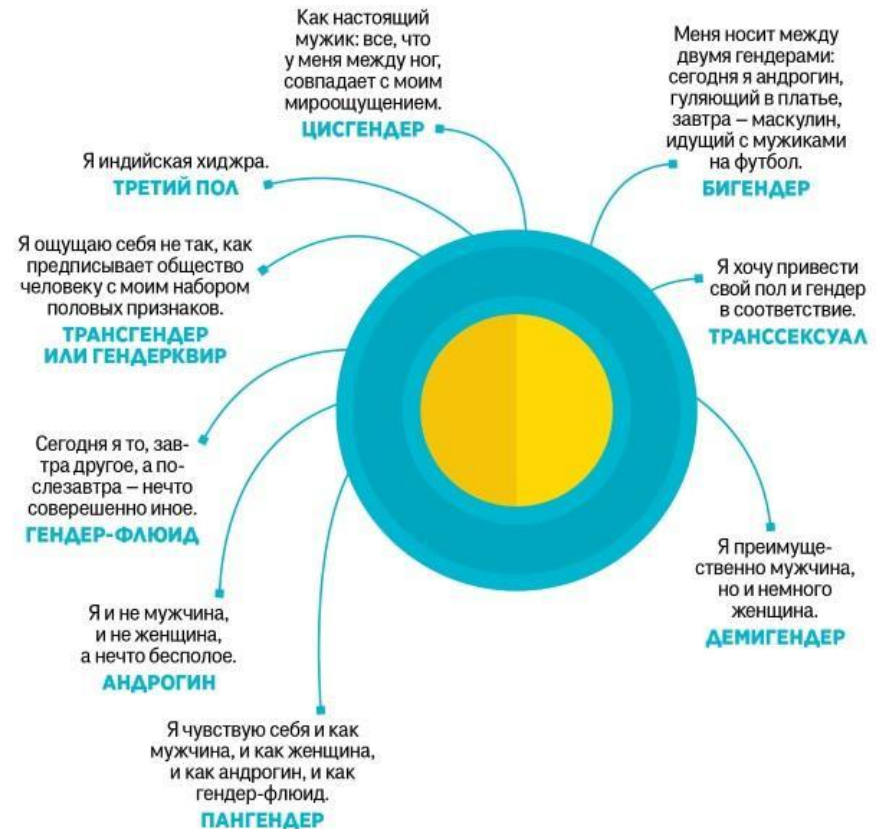 Как настоящий
мужик: все, что
у меня между ног,
совпадает с моим
мироощущением.
ЦИСГЕНДЕР
Меня носит между
двумя гендерами:
сегодня я андрогин,
гуляющий в платье,
завтра – маскулин,
идущий с мужиками
на футбол.
БИГЕНДЕР
Я индийская хиджра.
ТРЕТИЙ ПОЛ
Я ощущаю себя не так, как
предписывает общество
человеку с моим набором
половых признаков.
ТРАНСГЕНДЕР
ИЛИ ГЕНДЕРКВИР
Я хочу привести
свой пол и гендер
в соответствие.
ТРАНССЕКСУАЛ
Сегодня я то, зав-
тра другое, а по-
слезавтра – нечто
соверешенно иное.
ГЕНДЕР-ФЛЮИД
Я преимуще-
ственно мужчина,
но и немного
женщина.
ДЕМИГЕНДЕР
Я и не мужчина,
и не женщина,
а нечто бесполое.
АНДРОГИН
Я чувствую себя и как
мужчина, и как женщина,
и как андрогин, и как
гендер-флюид.
ПАНГЕНДЕР